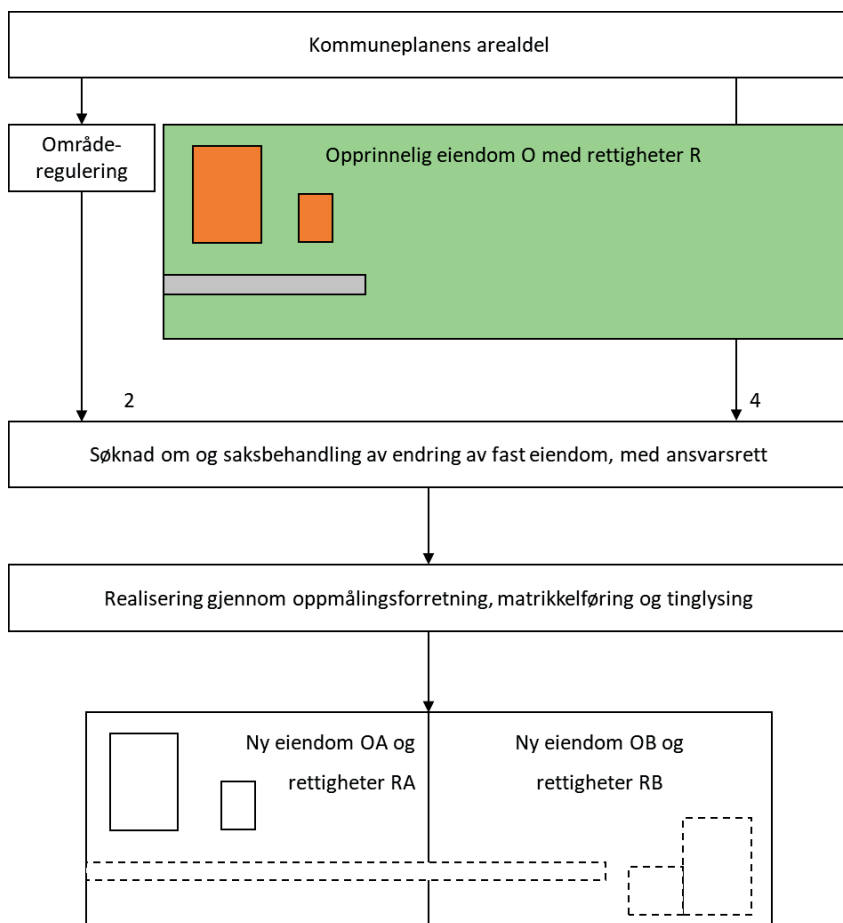 Kommuneplanens arealdel
Område-
regulering
Opprinnelig eiendom O med rettigheter R
2
4
Søknad om og saksbehandling av endring av fast eiendom, med ansvarsrett
Realisering gjennom oppmålingsforretning, matrikkelføring og tinglysing
Ny eiendom OA og
rettigheter RA
Ny eiendom OB og
rettigheter RB